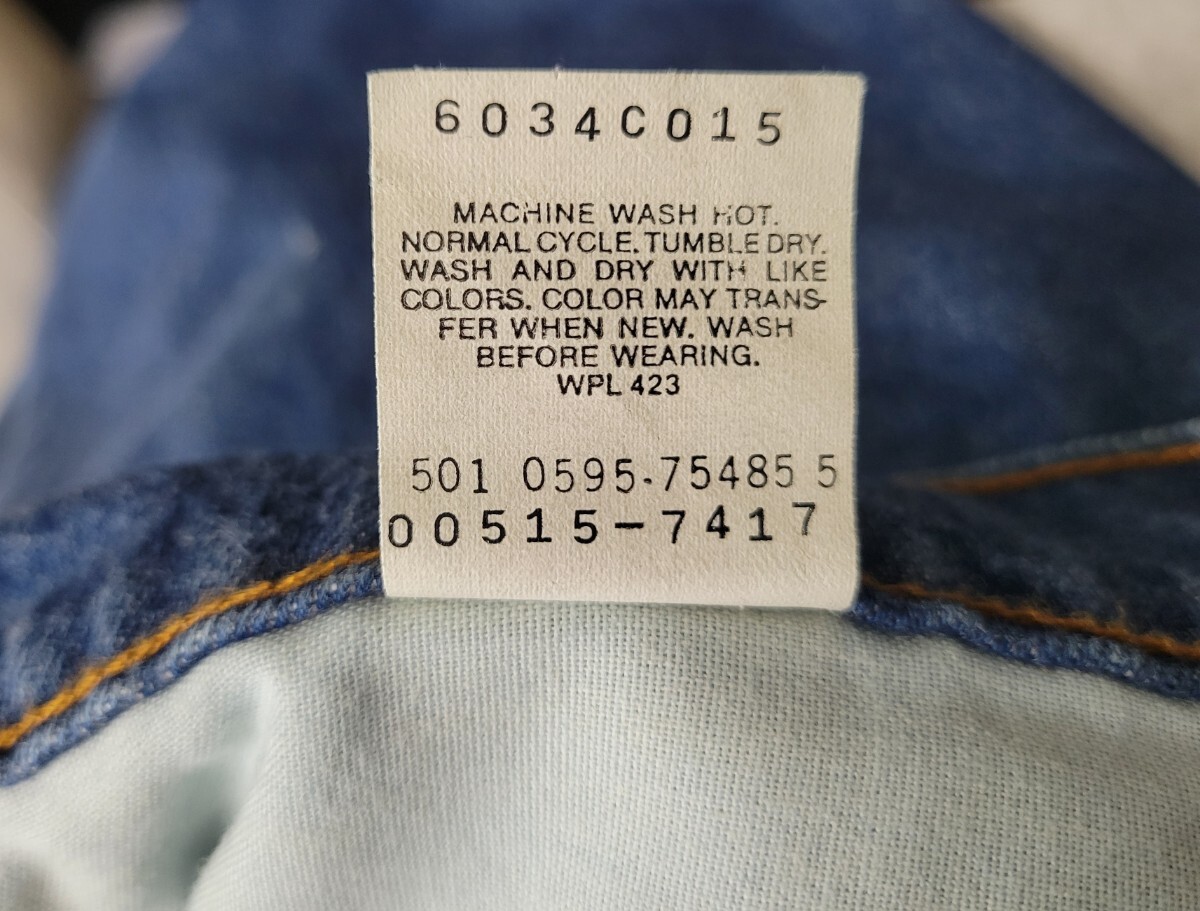 6034C015
MACHINE WASH HOT.
NORMAL CYCLE. TUMBLE DRY.
WASH AND DRY WITH LIKE
COLORS. COLOR MAY TRANS-
FER WHEN NEW. WASH
BEFORE WEARING.
WPL 423
501 0595-75485 5
00515-7417